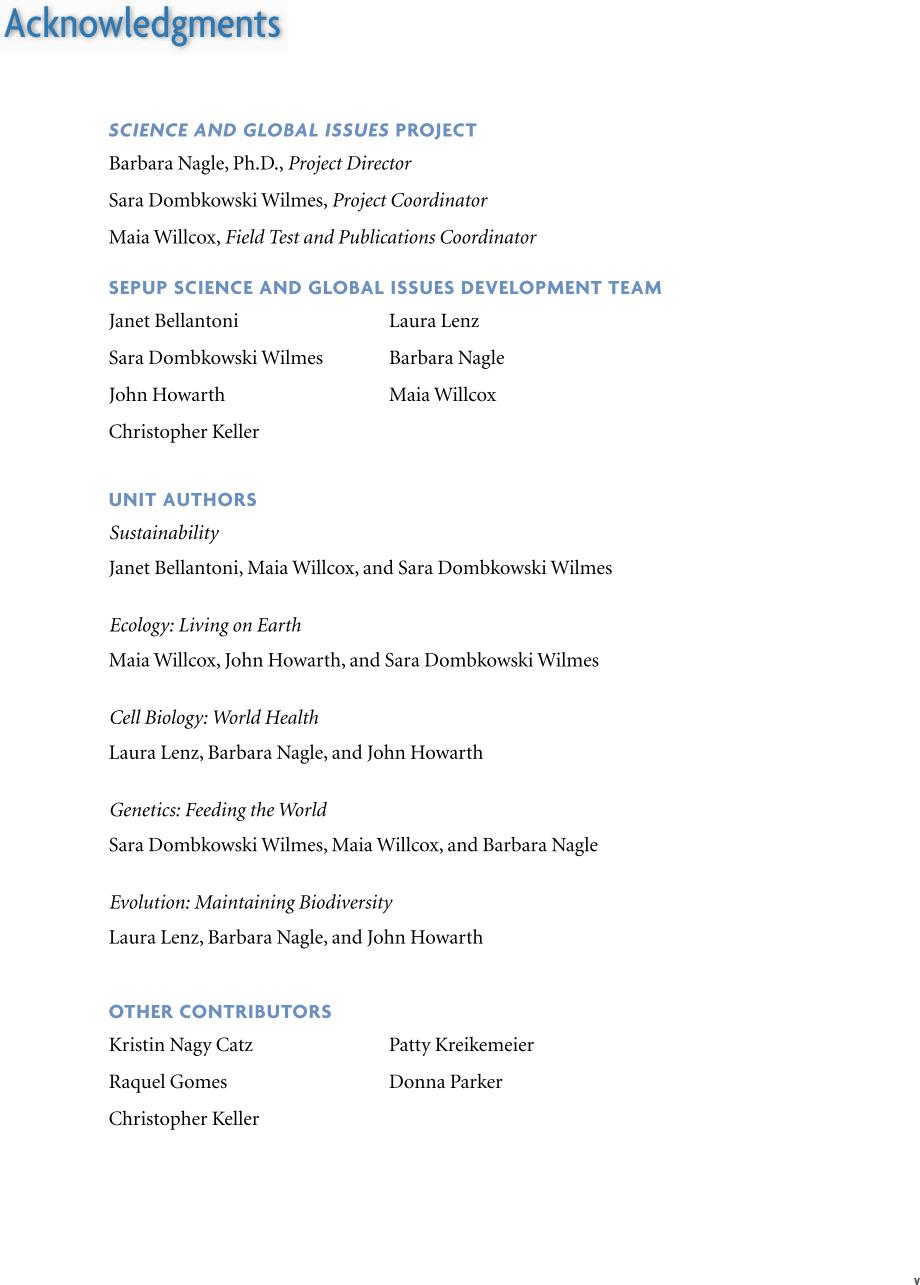 Acknowledgments
SCIENCE AND GLOBAL ISSUES PROJECT
Barbara Nagle, Ph.D., Project Director
Sara Dombkowski Wilmes, Project Coordinator
Maia Willcox, Field Test and Publications Coordinator
SEPUP SCIENCE AND GLOBAL ISSUES DEVELOPMENT TEAM
Janet Bellantoni
Sara Dombkowski Wilmes
John Howarth
Christopher Keller
Laura Lenz
Barbara Nagle
Maia Willcox
UNIT AUTHORS
Sustainability
Janet Bellantoni, Maia Willcox, and Sara Dombkowski Wilmes
Ecology: Living on Earth
Maia Willcox, John Howarth, and Sara Dombkowski Wilmes
Cell Biology: World Health
Laura Lenz, Barbara Nagle, and John Howarth
Genetics: Feeding the World
Sara Dombkowski Wilmes, Maia Willcox, and Barbara Nagle
Evolution: Maintaining Biodiversity
Laura Lenz, Barbara Nagle, and John Howarth
OTHER CONTRIBUTORS
Kristin Nagy Catz
Raquel Gomes
Christopher Keller
Patty Kreikemeier
Donna Parker
v